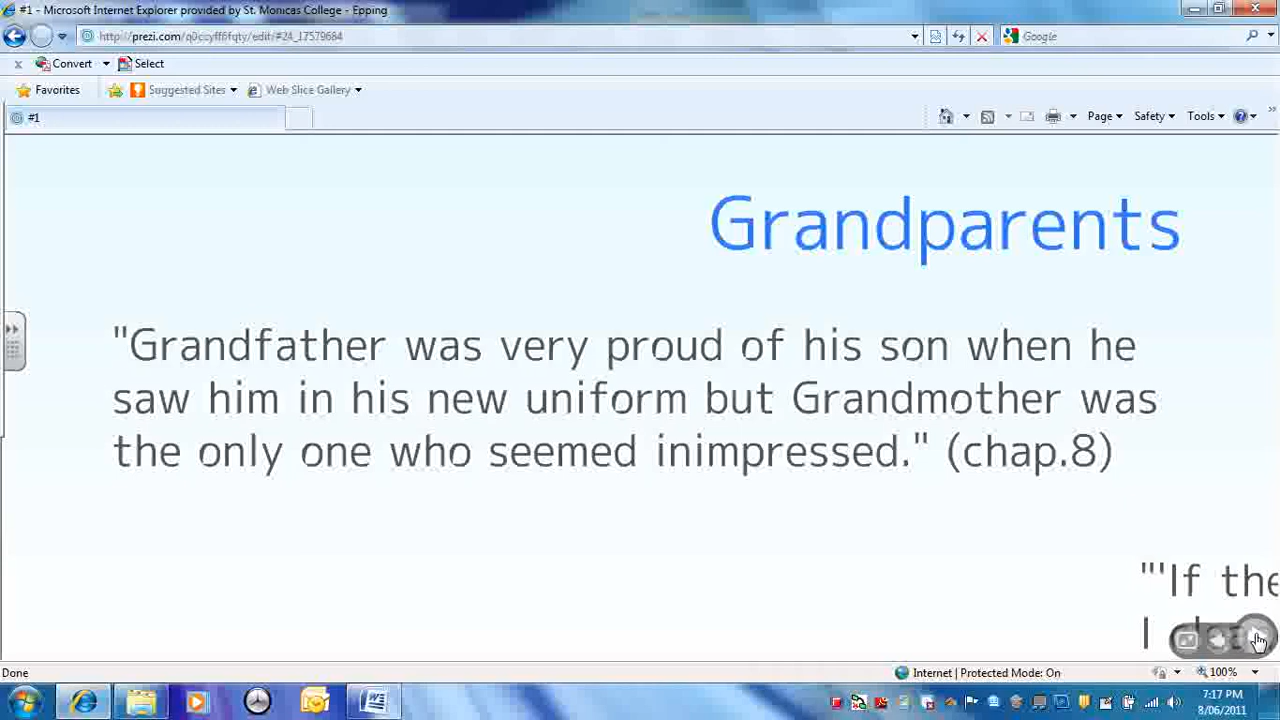 #1 - Microsoft Internet Explorer provided by St. Monicas College - Epping
Google
Convert Select
Favorites Suggested Sites Web Slice Gallery
#1 Page Safety Tools
Grandparents
"Grandfather was very proud of his son when he
saw him in his new uniform but Grandmother was
the only one who seemed inimpressed." (chap.8)
"'If the
I
Done Internet | Protected Mode: On 100%
7:17 PM
8/06/2011